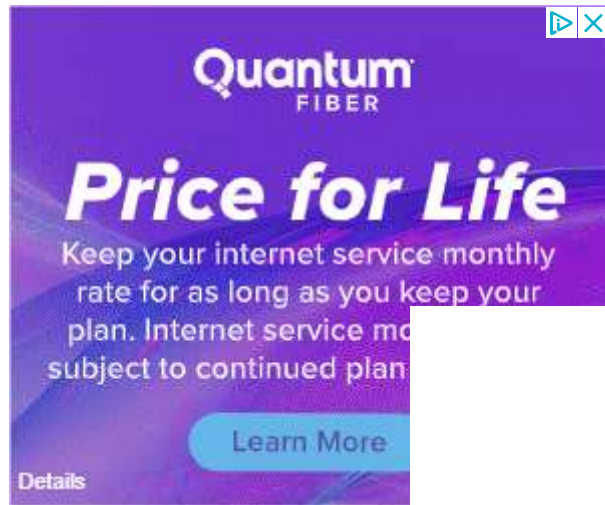 Quantum
FIBER
Price for Life
Keep your internet service monthly
rate for as long as you keep your
plan. Internet service
subject to continued plan
Learn More
Details